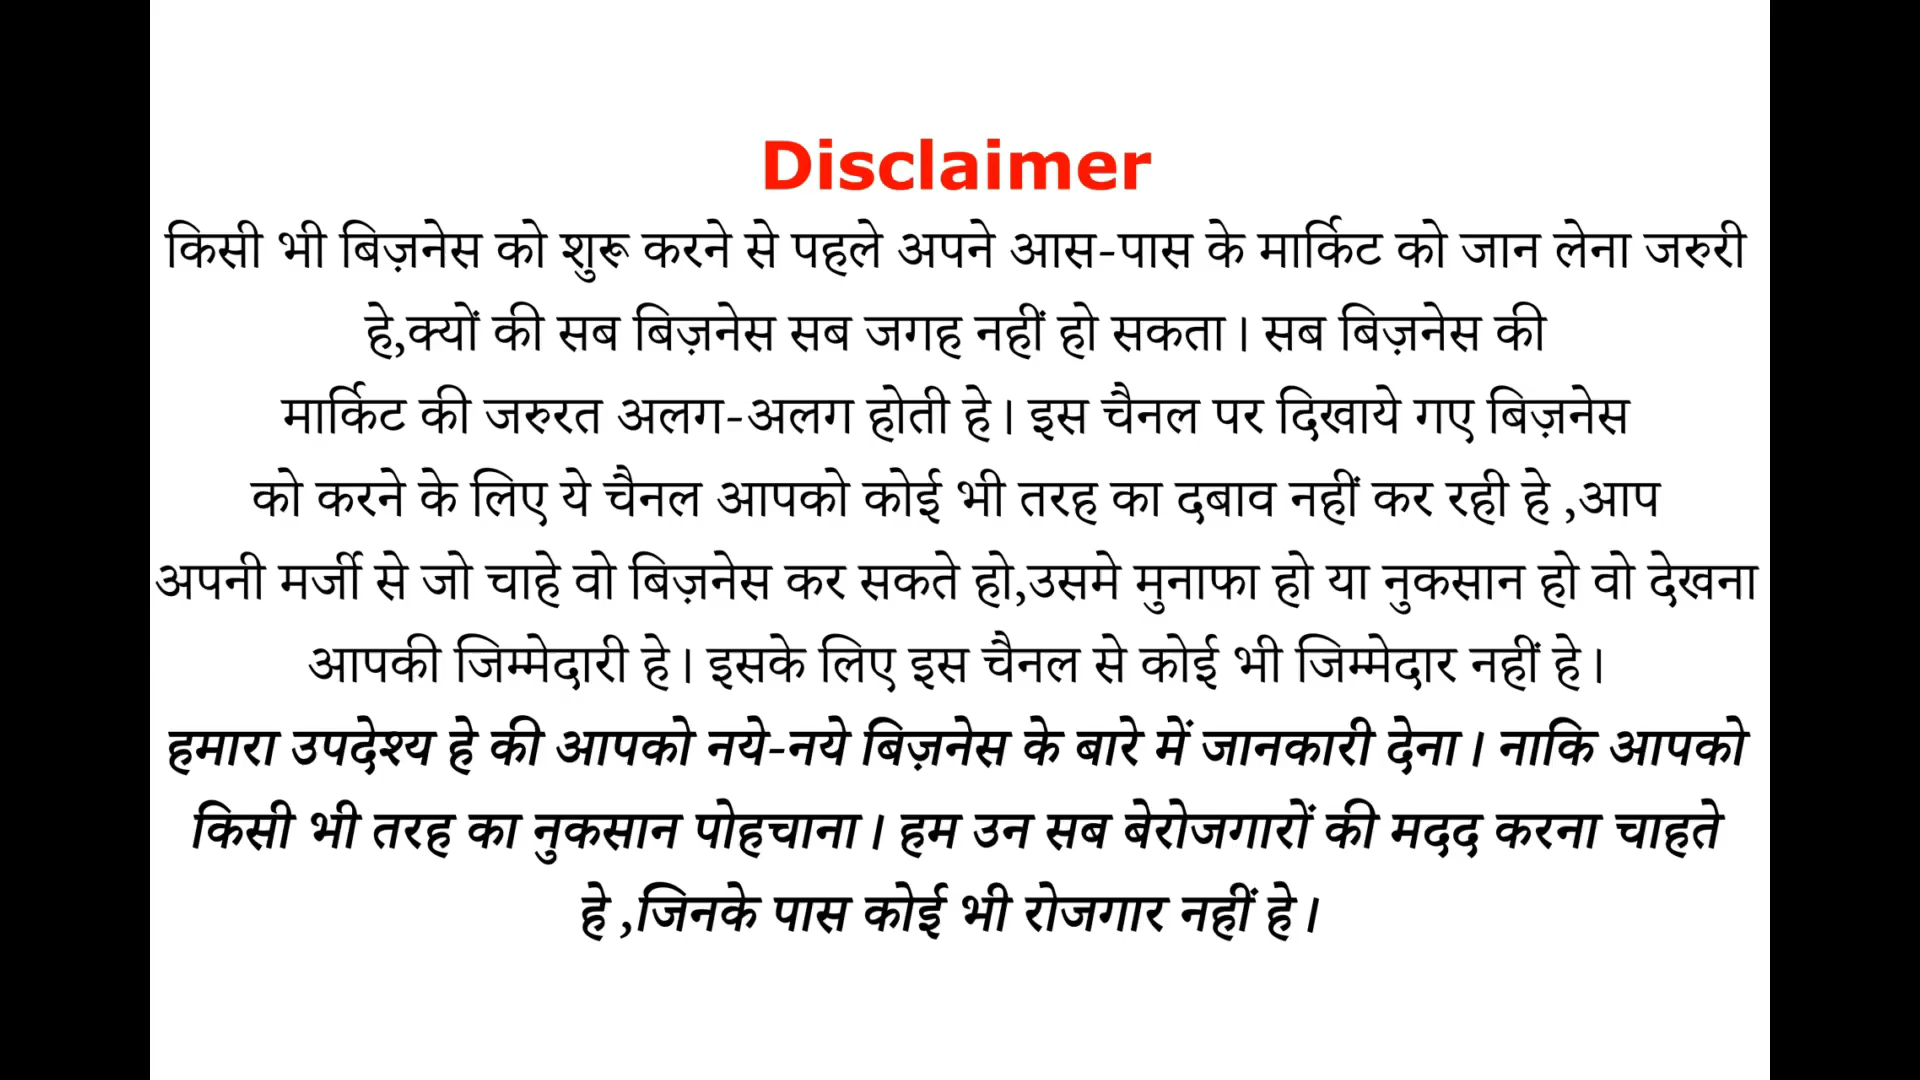 Disclaimer
किसी भी बिज़नेस को शुरू करने से पहले अपने आस-पास के मार्किट को जान लेना जरुरी
हे,क्यों की सब बिज़नेस सब जगह नहीं हो सकता। सब बिज़नेस की
मार्किट की जरुरत अलग-अलग होती हे। इस चैनल पर दिखाये गए बिज़नेस
को करने के लिए ये चैनल आपको कोई भी तरह का दबाव नहीं कर रही हे ,आप
अपनी मर्जी से जो चाहे वो बिज़नेस कर सकते हो,उसमे मुनाफा हो या नुकसान हो वो देखना
आपकी जिम्मेदारी हे। इसके लिए इस चैनल से कोई भी जिम्मेदार नहीं हे।
हमारा उपदेश्य हे की आपको नये-नये बिज़नेस के बारे में जानकारी देना। नाकि आपको
किसी भी तरह का नुकसान पोहचाना। हम उन सब बेरोजगारों की मदद करना चाहते
हे ,जिनके पास कोई भी रोजगार नहीं हे।